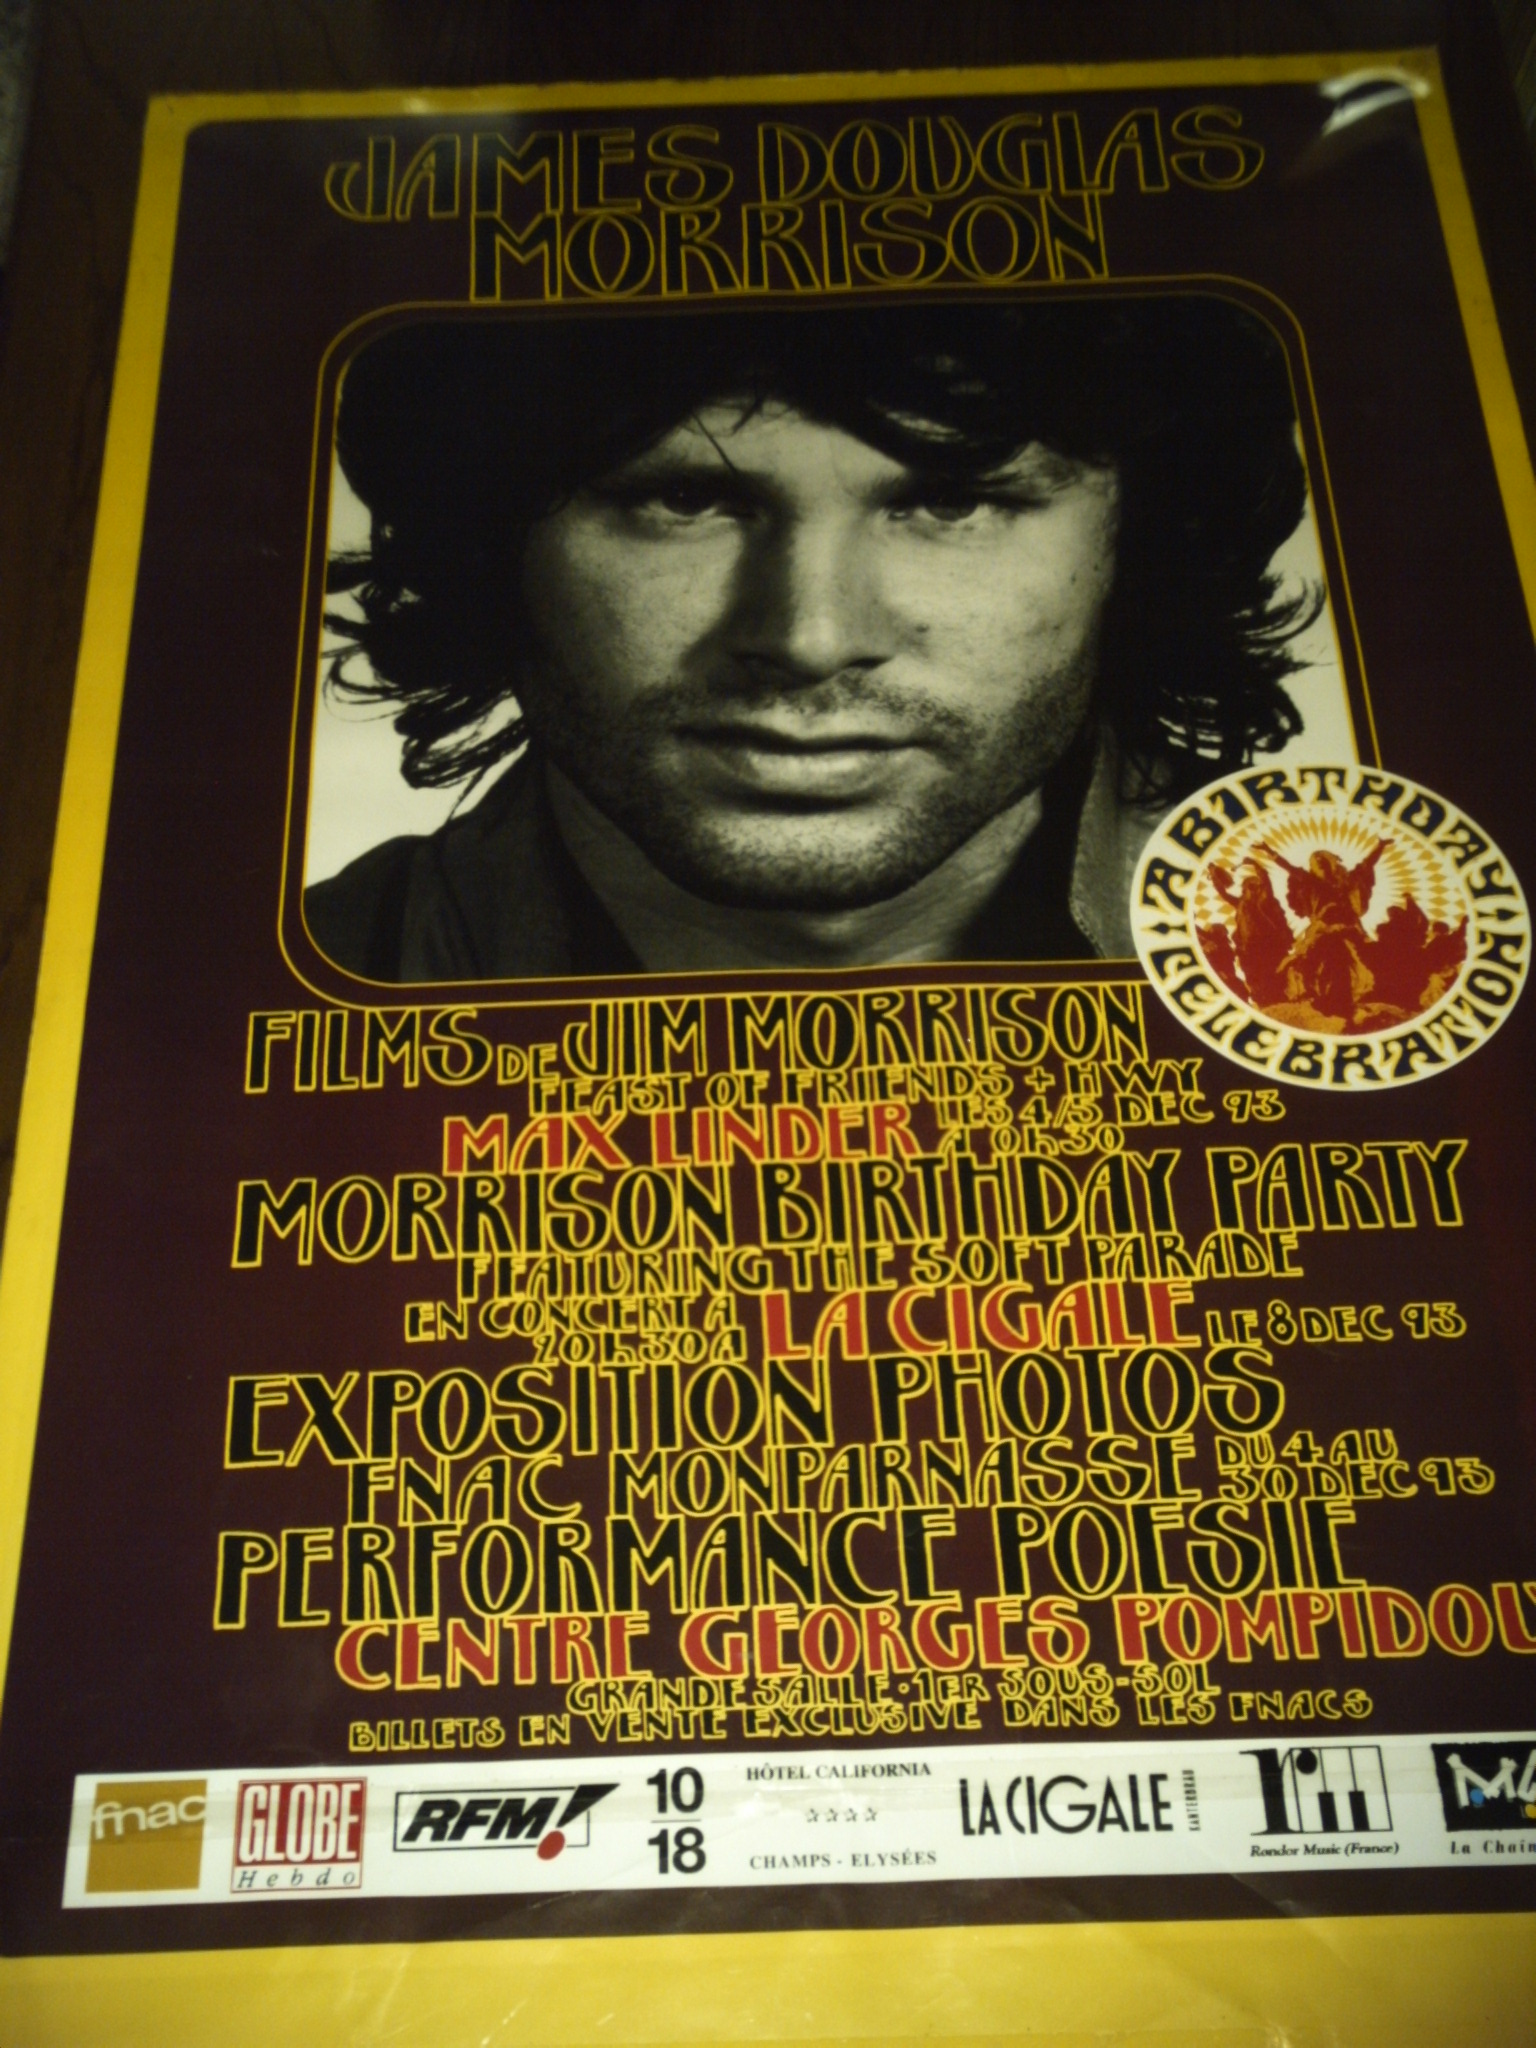 JAMES DOUGLAS
MORRISON
A BIRTHDAY
CELEBRATION
FILMS DE JIM MORRISON
FEAST OF FRIENDS + HWY
MAX LINDER LES 4/5 DEC 93
A 0h30
MORRISON BIRTHDAY PARTY
FEATURING THE SOFT PARADE
EN CONCERT A
20h30 A LA CIGALE LE 8 DEC 93
EXPOSITION PHOTOS
FNAC MONPARNASSE DU 4 AU
30 DEC 93
PERFORMANCE POESIE
CENTRE GEORGES POMPIDOU
GRANDE SALLE • 1ER SOUS-SOL
BILLETS EN VENTE EXCLUSIVE DANS LES FNACS
fnac
GLOBE
Hebdo
RFM!
10
18
HÔTEL CALIFORNIA
CHAMPS - ELYSÉES
LA CIGALE
KANTERBRÄU
Rondor Music (France)
La